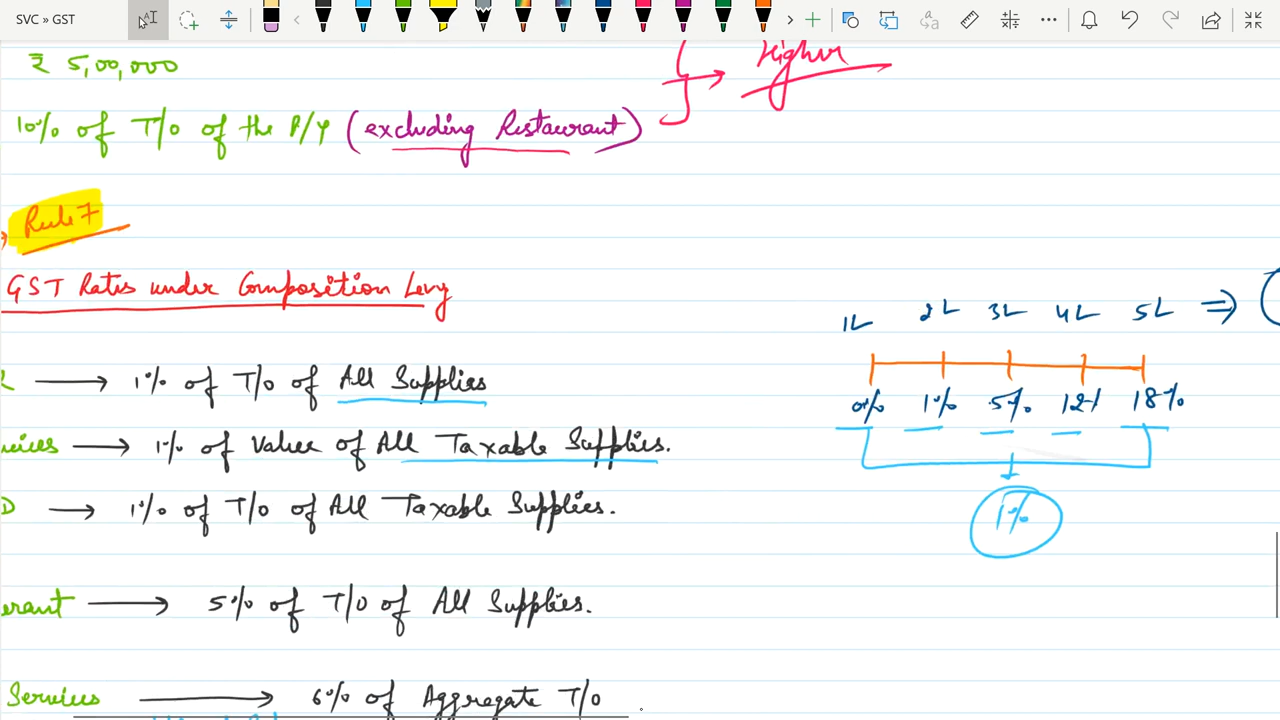 SVC » GST
Higher
₹ 5,00,000
10% of T/O of the P/Y (excluding Restaurant)
Rule 7
GST Rates under Composition Levy
1L 2L 3L 4L 5L ⇒
→ 1% of T/O of All Supplies
0% 1% 5% 12% 18%
→ 1% of Value of All Taxable Supplies.
D → 1% of T/O of All Taxable Supplies.
1%
→ 5% of T/O of All Supplies.
Services → 6% of Aggregate T/O